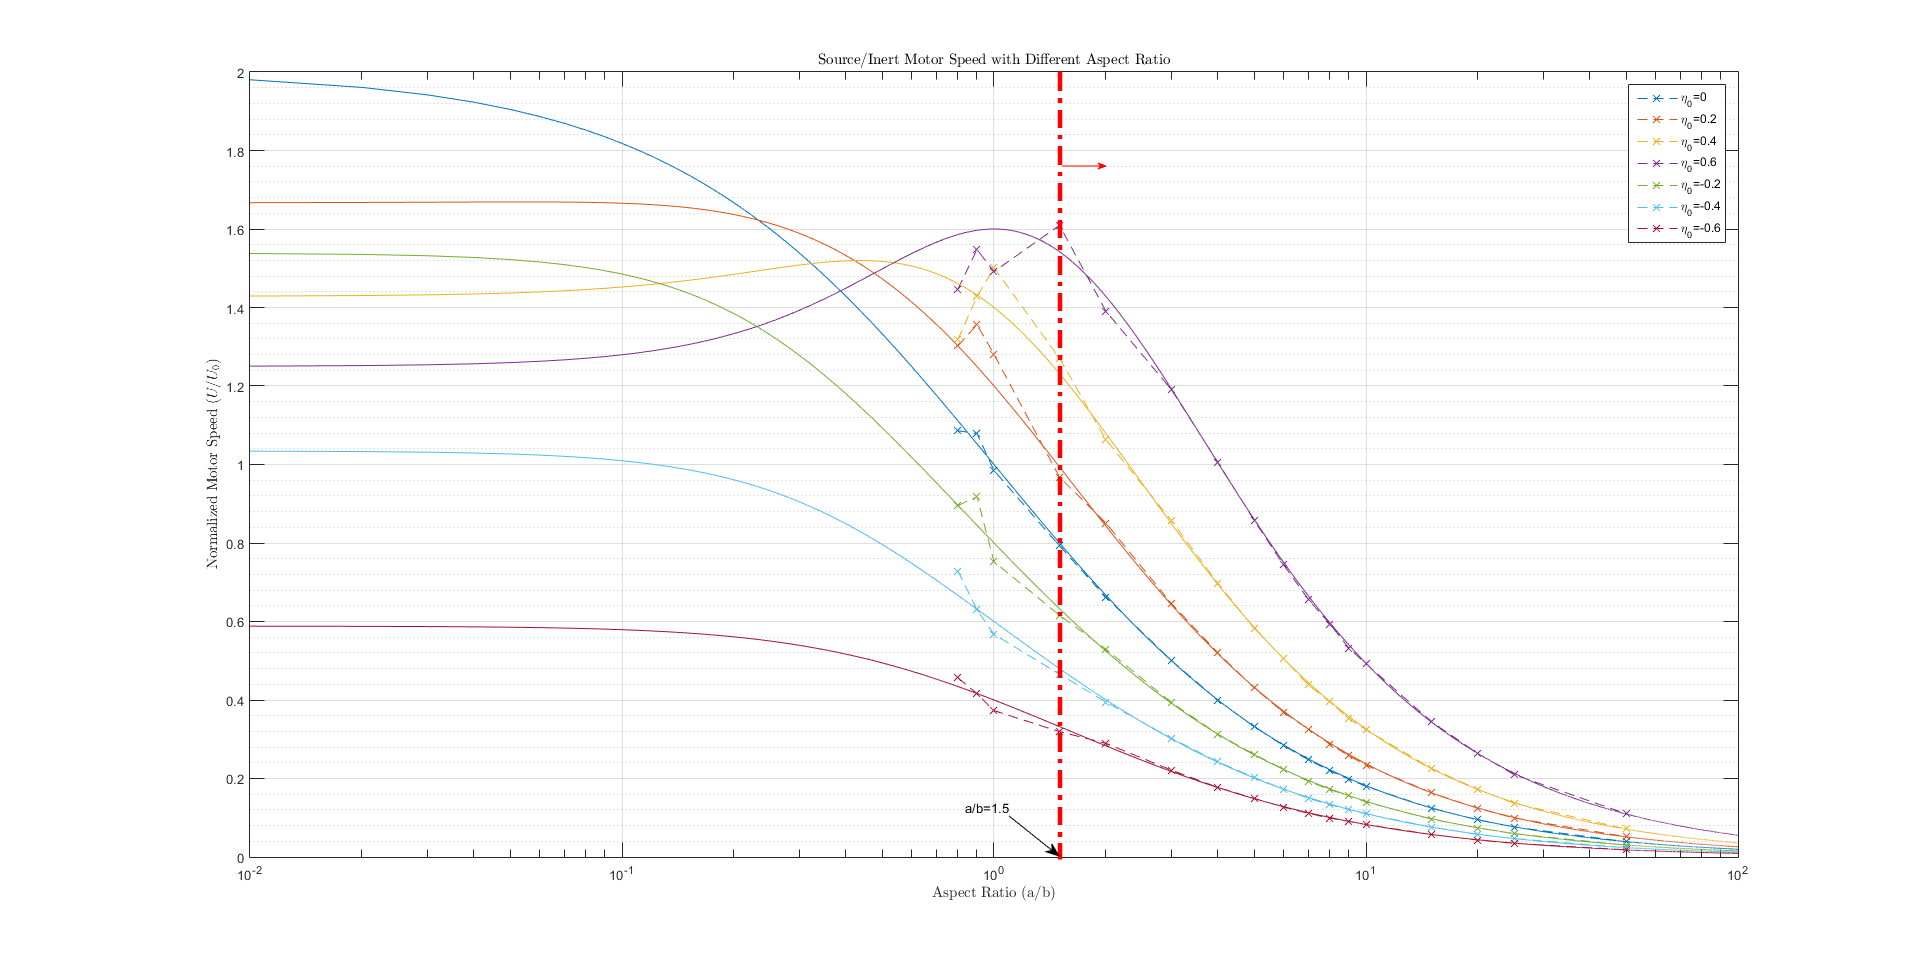 Source/Inert Motor Speed with Different Aspect Ratio
2
1.8
1.6
1.4
1.2
1
0.8
0.6
0.4
0.2
0
Normalized Motor Speed (U/U₀)
η₀=0
η₀=0.2
η₀=0.4
η₀=0.6
η₀=-0.2
η₀=-0.4
η₀=-0.6
a/b=1.5
10⁻² 10⁻¹ 10⁰ 10¹ 10²
Aspect Ratio (a/b)